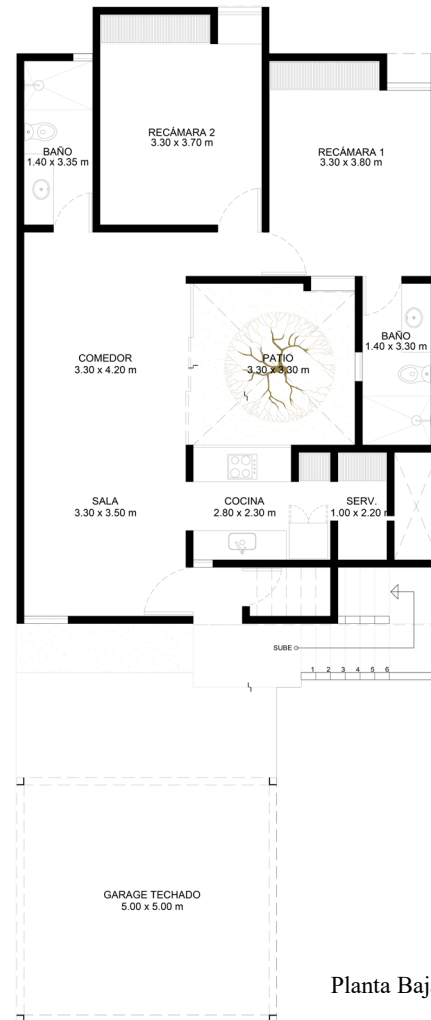 RECÁMARA 2
3.30 x 3.70 m
BAÑO
1.40 x 3.35 m
RECÁMARA 1
3.30 x 3.80 m
COMEDOR
3.30 x 4.20 m
PATIO
3.30 x 3.30 m
BAÑO
1.40 x 3.30 m
SALA
3.30 x 3.50 m
COCINA
2.80 x 2.30 m
SERV.
1.00 x 2.20 m
SUBE
1 2 3 4 5 6
GARAGE TECHADO
5.00 x 5.00 m
Planta Baj